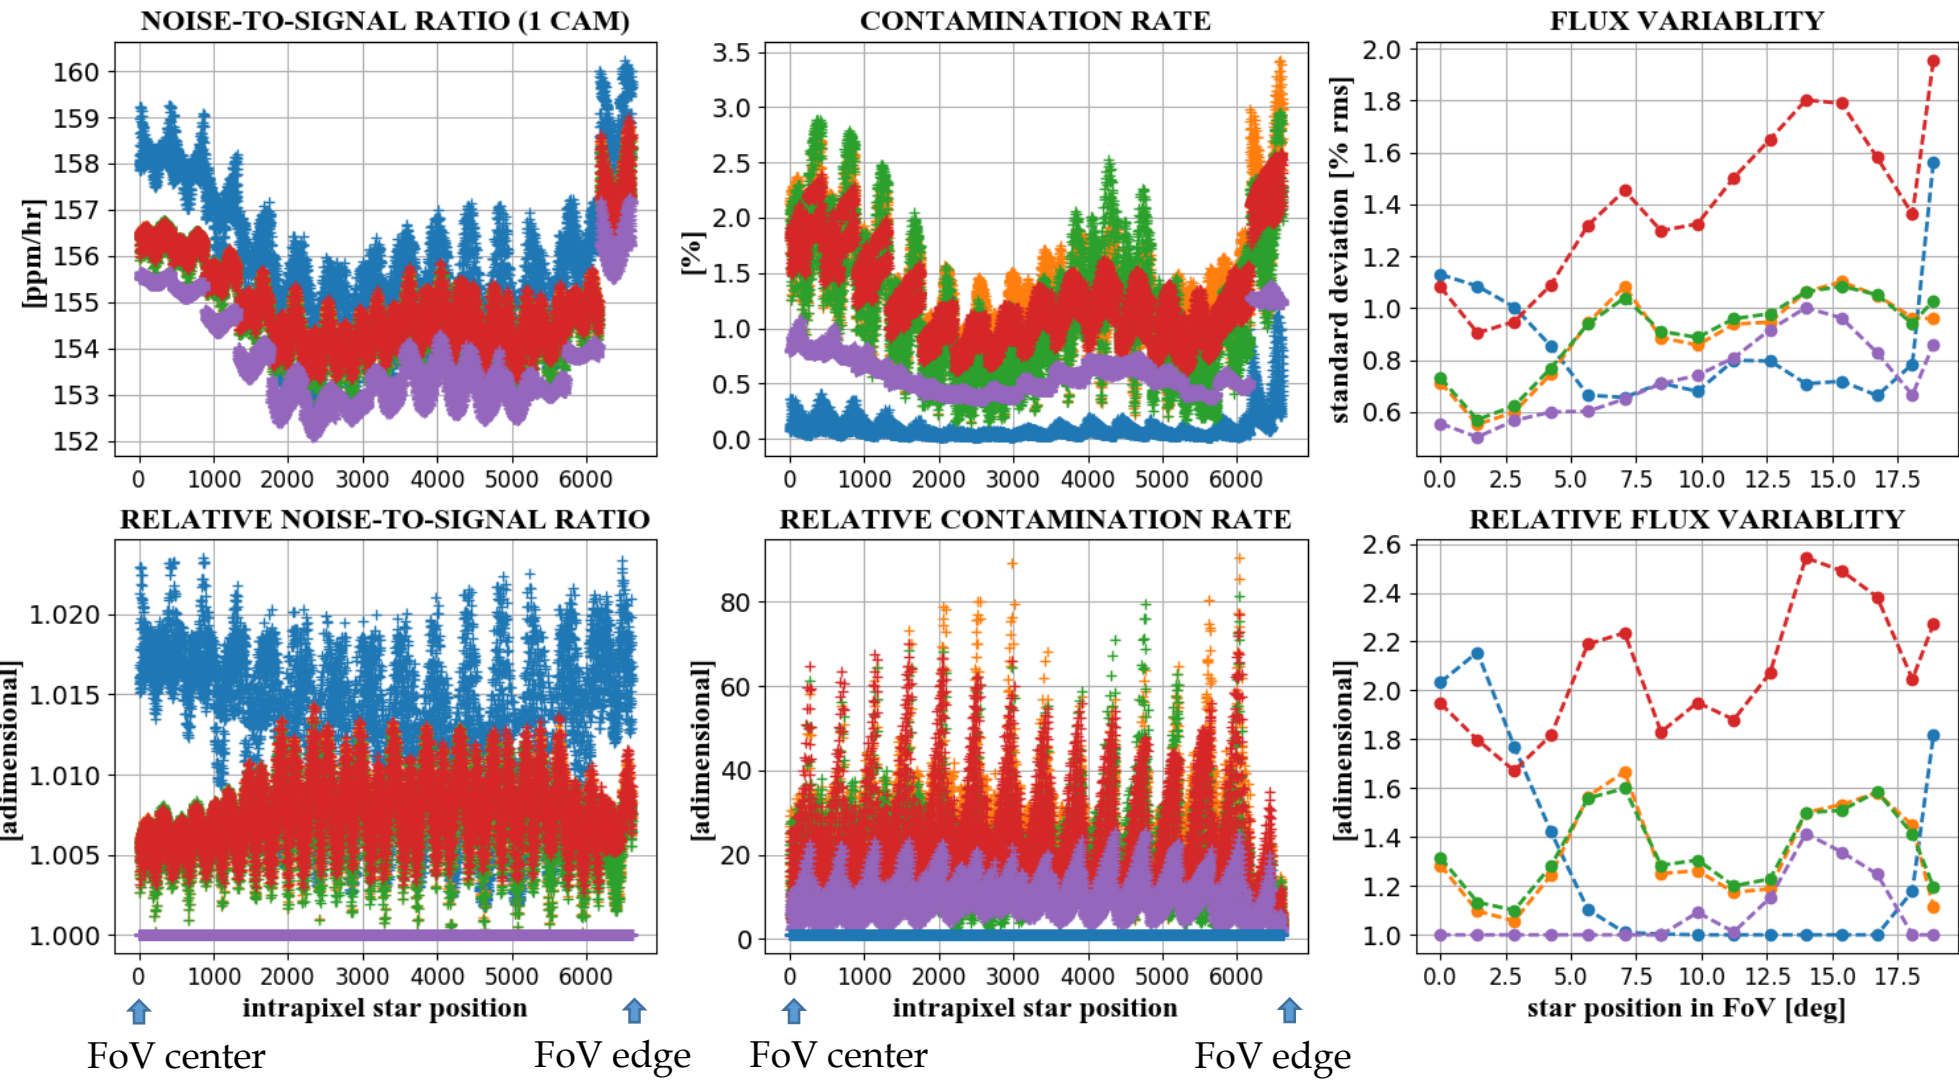 NOISE-TO-SIGNAL RATIO (1 CAM)
[ppm/hr]
160
159
158
157
156
155
154
153
152
0 1000 2000 3000 4000 5000 6000
CONTAMINATION RATE
[%]
3.5
3.0
2.5
2.0
1.5
1.0
0.5
0.0
0 1000 2000 3000 4000 5000 6000
FLUX VARIABLITY
standard deviation [% rms]
2.0
1.8
1.6
1.4
1.2
1.0
0.8
0.6
0.0 2.5 5.0 7.5 10.0 12.5 15.0 17.5
RELATIVE NOISE-TO-SIGNAL RATIO
[adimensional]
1.020
1.015
1.010
1.005
1.000
0 1000 2000 3000 4000 5000 6000
intrapixel star position
FoV center
FoV edge
RELATIVE CONTAMINATION RATE
[adimensional]
80
60
40
20
0
0 1000 2000 3000 4000 5000 6000
intrapixel star position
FoV center
FoV edge
RELATIVE FLUX VARIABLITY
[adimensional]
2.6
2.4
2.2
2.0
1.8
1.6
1.4
1.2
1.0
0.0 2.5 5.0 7.5 10.0 12.5 15.0 17.5
star position in FoV [deg]